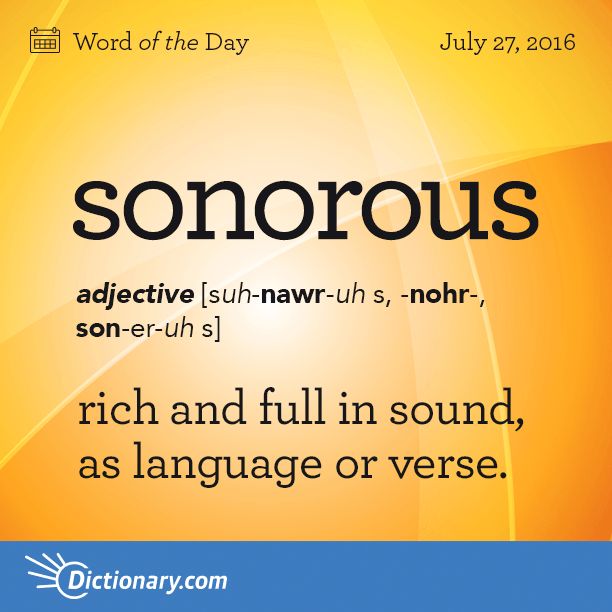 Word of the Day
July 27, 2016
sonorous
adjective [suh-nawr-uh s, -nohr-,
son-er-uh s]
rich and full in sound,
as language or verse.
Dictionary.com